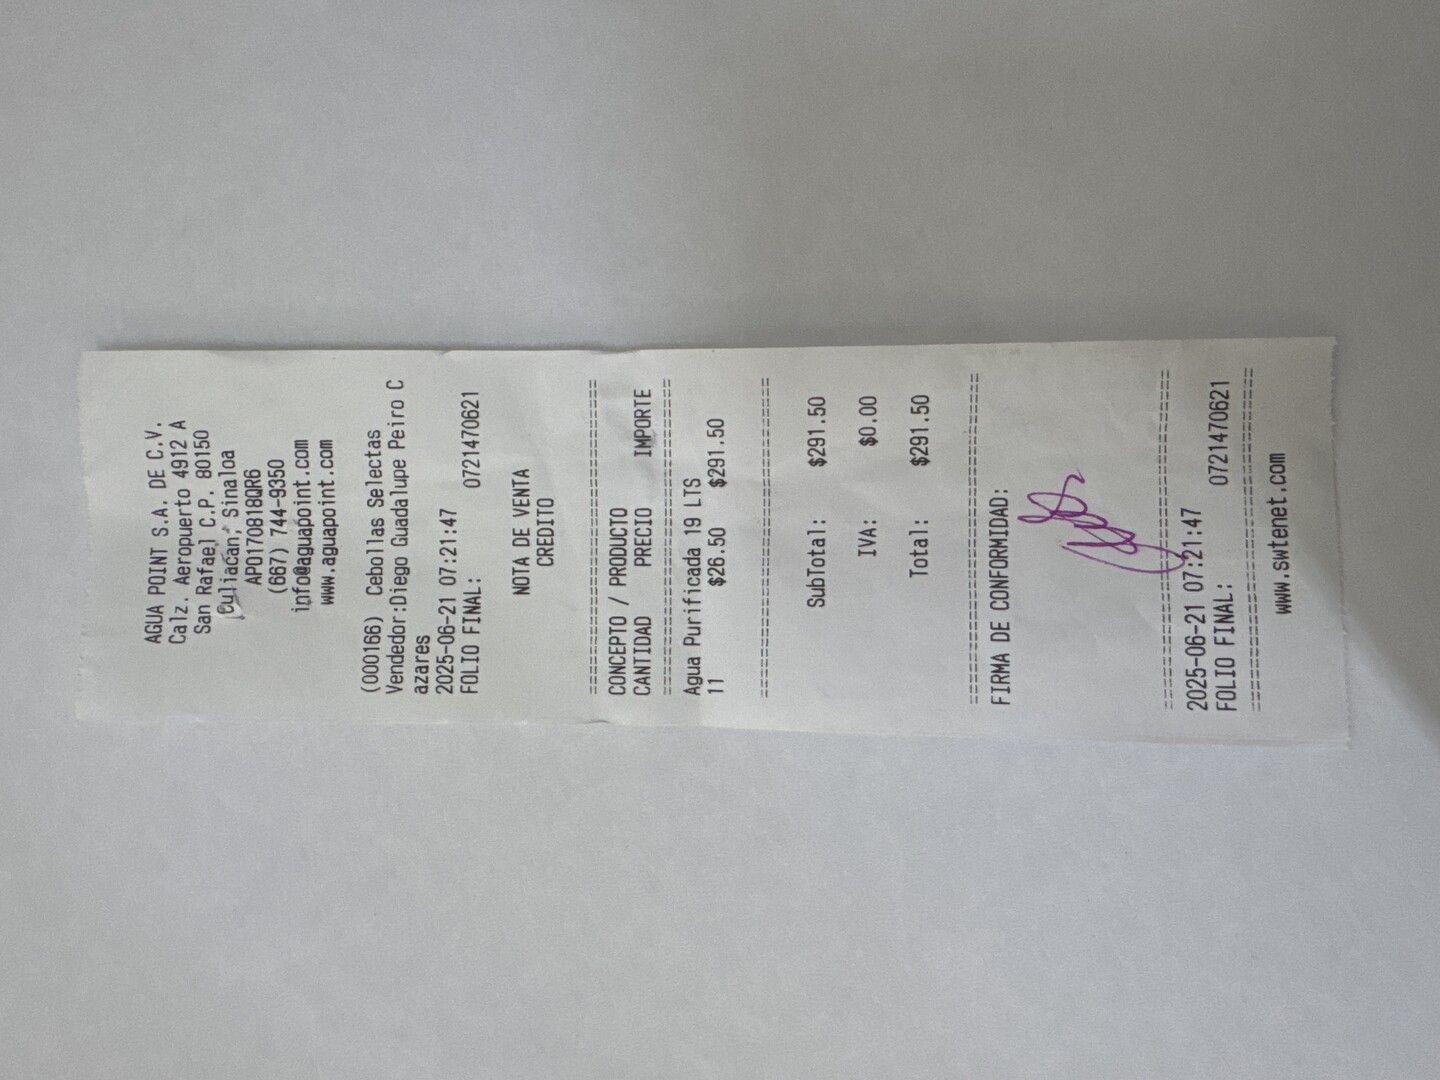 AGUA POINT S.A. DE C.V.
Calz. Aeropuerto 4912 A
San Rafael C.P. 80150
Culiacan, Sinaloa
APO170818QR6
(667) 744-9350
info@aguapoint.com
www.aguapoint.com
(000166) Cebollas Selectas
Vendedor:Diego Guadalupe Peiro C
azares
2025-06-21 07:21:47
FOLIO FINAL: 0721470621
NOTA DE VENTA
CREDITO
================================
CONCEPTO / PRODUCTO
CANTIDAD PRECIO IMPORTE
================================
Agua Purificada 19 LTS
11 $26.50 $291.50
================================
SubTotal: $291.50
IVA: $0.00
Total: $291.50
================================
FIRMA DE CONFORMIDAD:
================================
2025-06-21 07:21:47
FOLIO FINAL: 0721470621
================================
www.swtenet.com